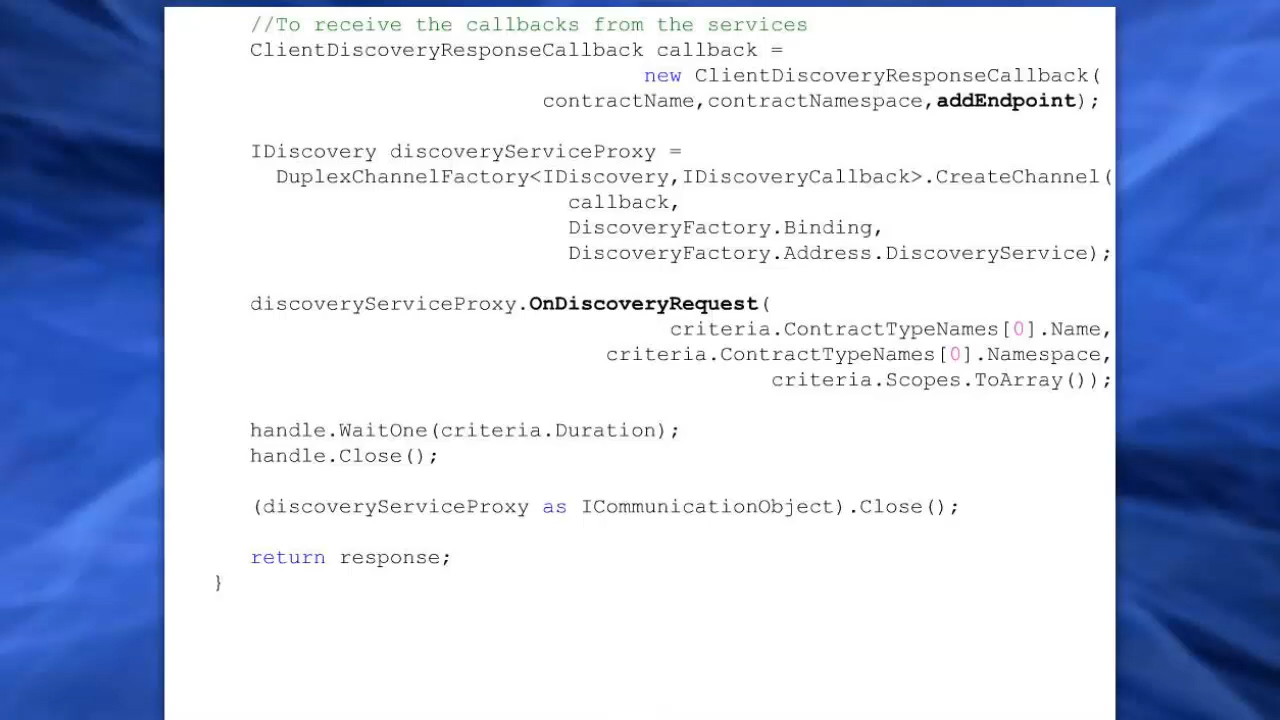 //To receive the callbacks from the services
ClientDiscoveryResponseCallback callback =
new ClientDiscoveryResponseCallback(
contractName,contractNamespace,addEndpoint);
IDiscovery discoveryServiceProxy =
DuplexChannelFactory<IDiscovery,IDiscoveryCallback>.CreateChannel(
callback,
DiscoveryFactory.Binding,
DiscoveryFactory.Address.DiscoveryService);
discoveryServiceProxy.OnDiscoveryRequest(
criteria.ContractTypeNames[0].Name,
criteria.ContractTypeNames[0].Namespace,
criteria.Scopes.ToArray());
handle.WaitOne(criteria.Duration);
handle.Close();
(discoveryServiceProxy as ICommunicationObject).Close();
return response;
}